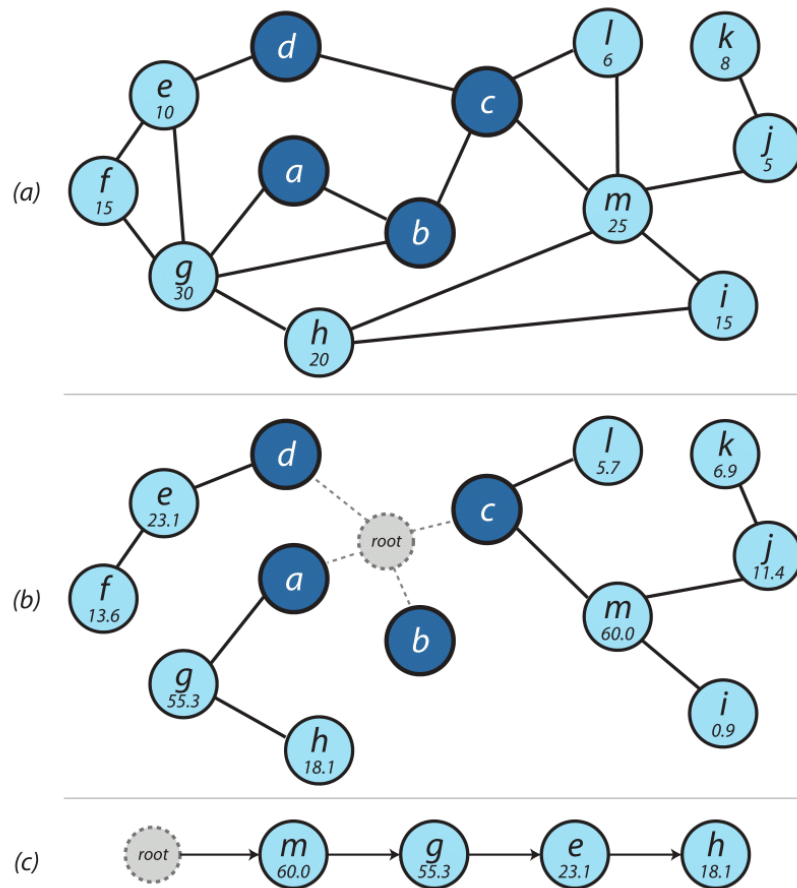 d
l
6
k
8
e
10
c
a
j
5
(a)
f
15
m
25
b
g
30
i
15
h
20
d
l
5.7
k
6.9
e
23.1
c
root
j
11.4
a
(b)
f
13.6
m
60.0
b
g
55.3
i
0.9
h
18.1
(c)
root
m
60.0
g
55.3
e
23.1
h
18.1